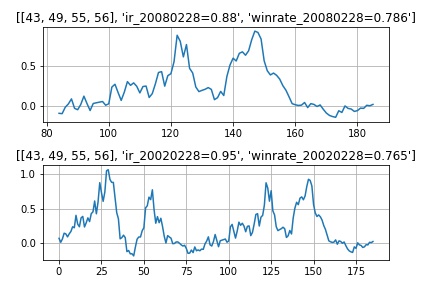 [[43, 49, 55, 56], 'ir_20080228=0.88', 'winrate_20080228=0.786']
0.5
0.0
80 100 120 140 160 180
[[43, 49, 55, 56], 'ir_20020228=0.95', 'winrate_20020228=0.765']
1.0
0.5
0.0
0 25 50 75 100 125 150 175